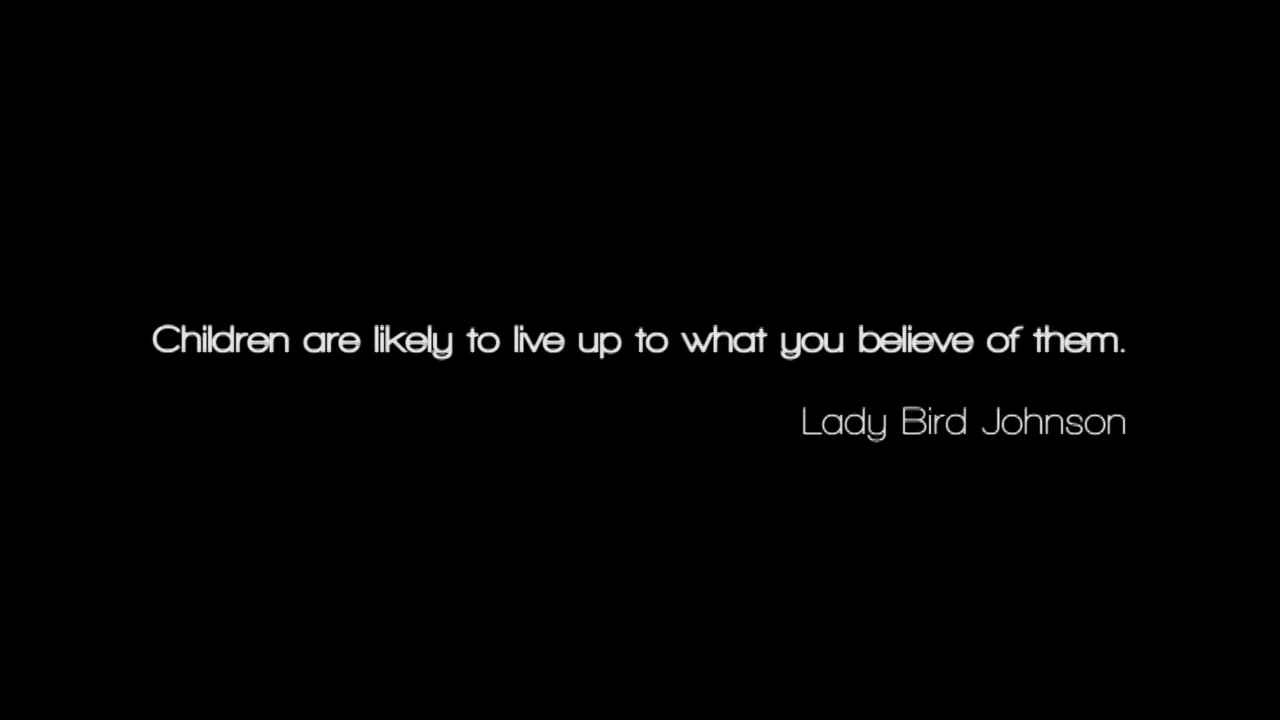 Children are likely to live up to what you believe of them.
Lady Bird Johnson